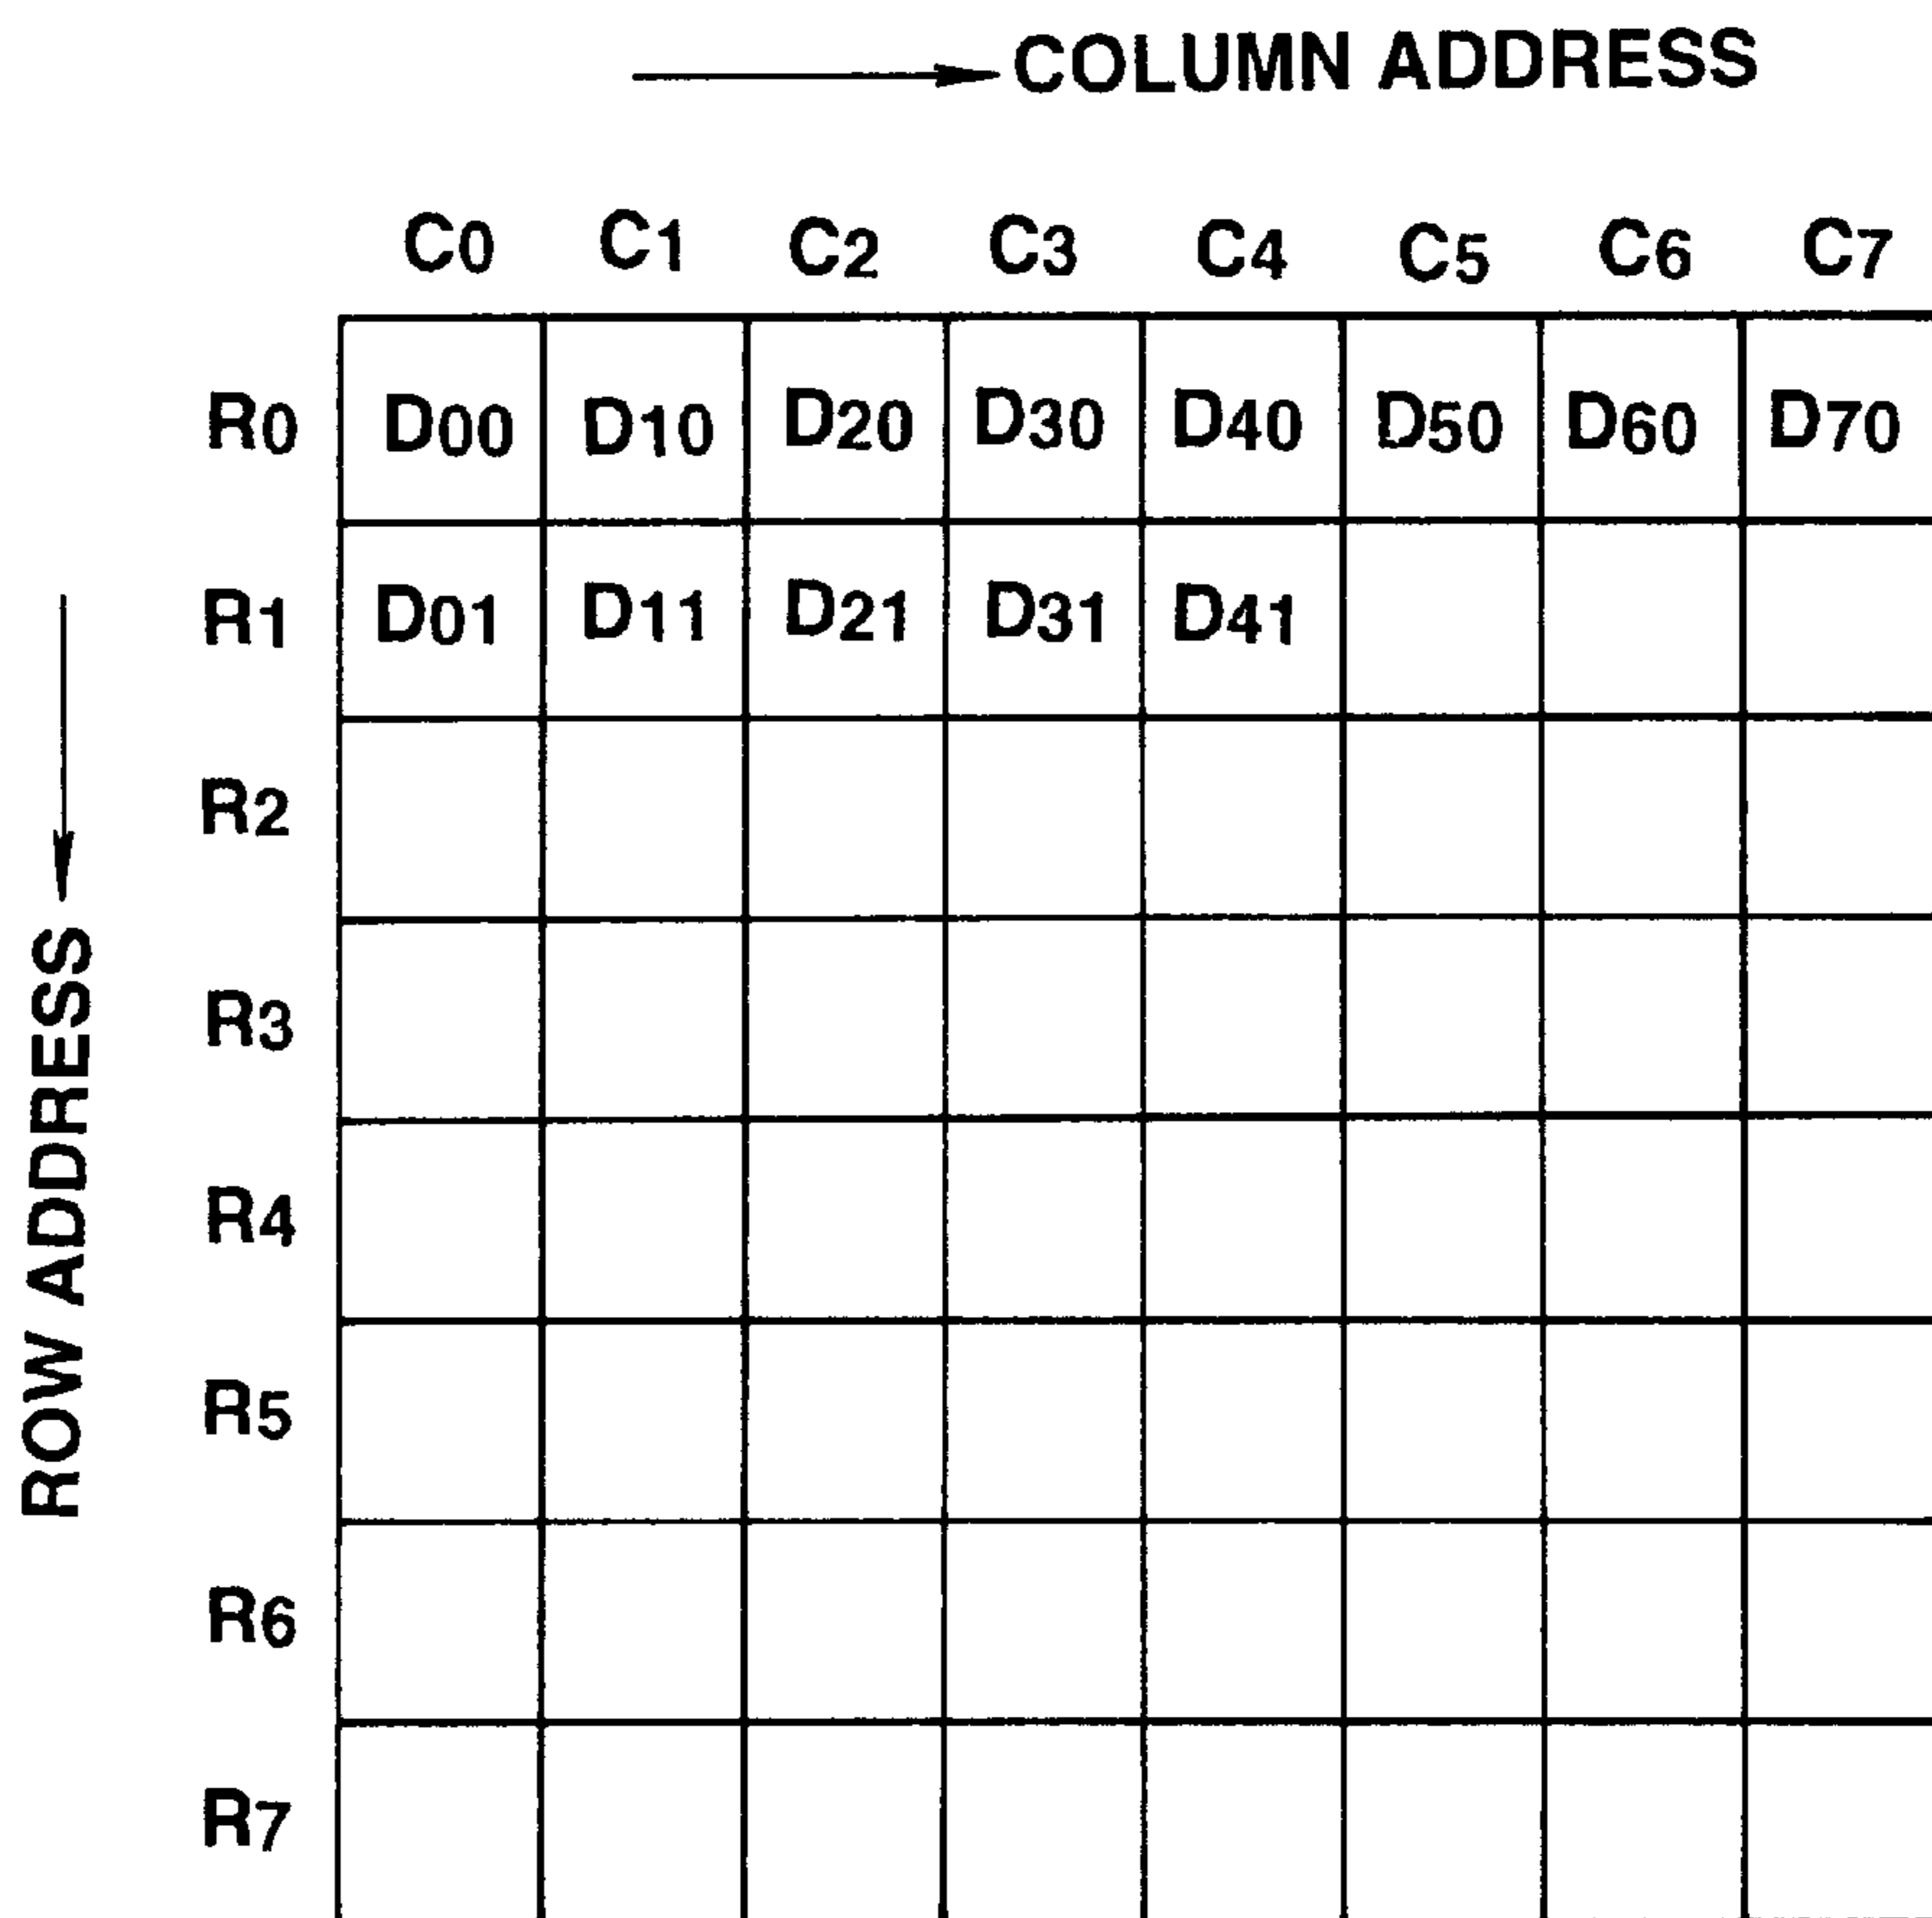 COLUMN ADDRESS
C0 C1 C2 C3 C4 C5 C6 C7
R0 D00 D10 D20 D30 D40 D50 D60 D70
R1 D01 D11 D21 D31 D41
R2
R3
R4
R5
R6
R7
ROW ADDRESS